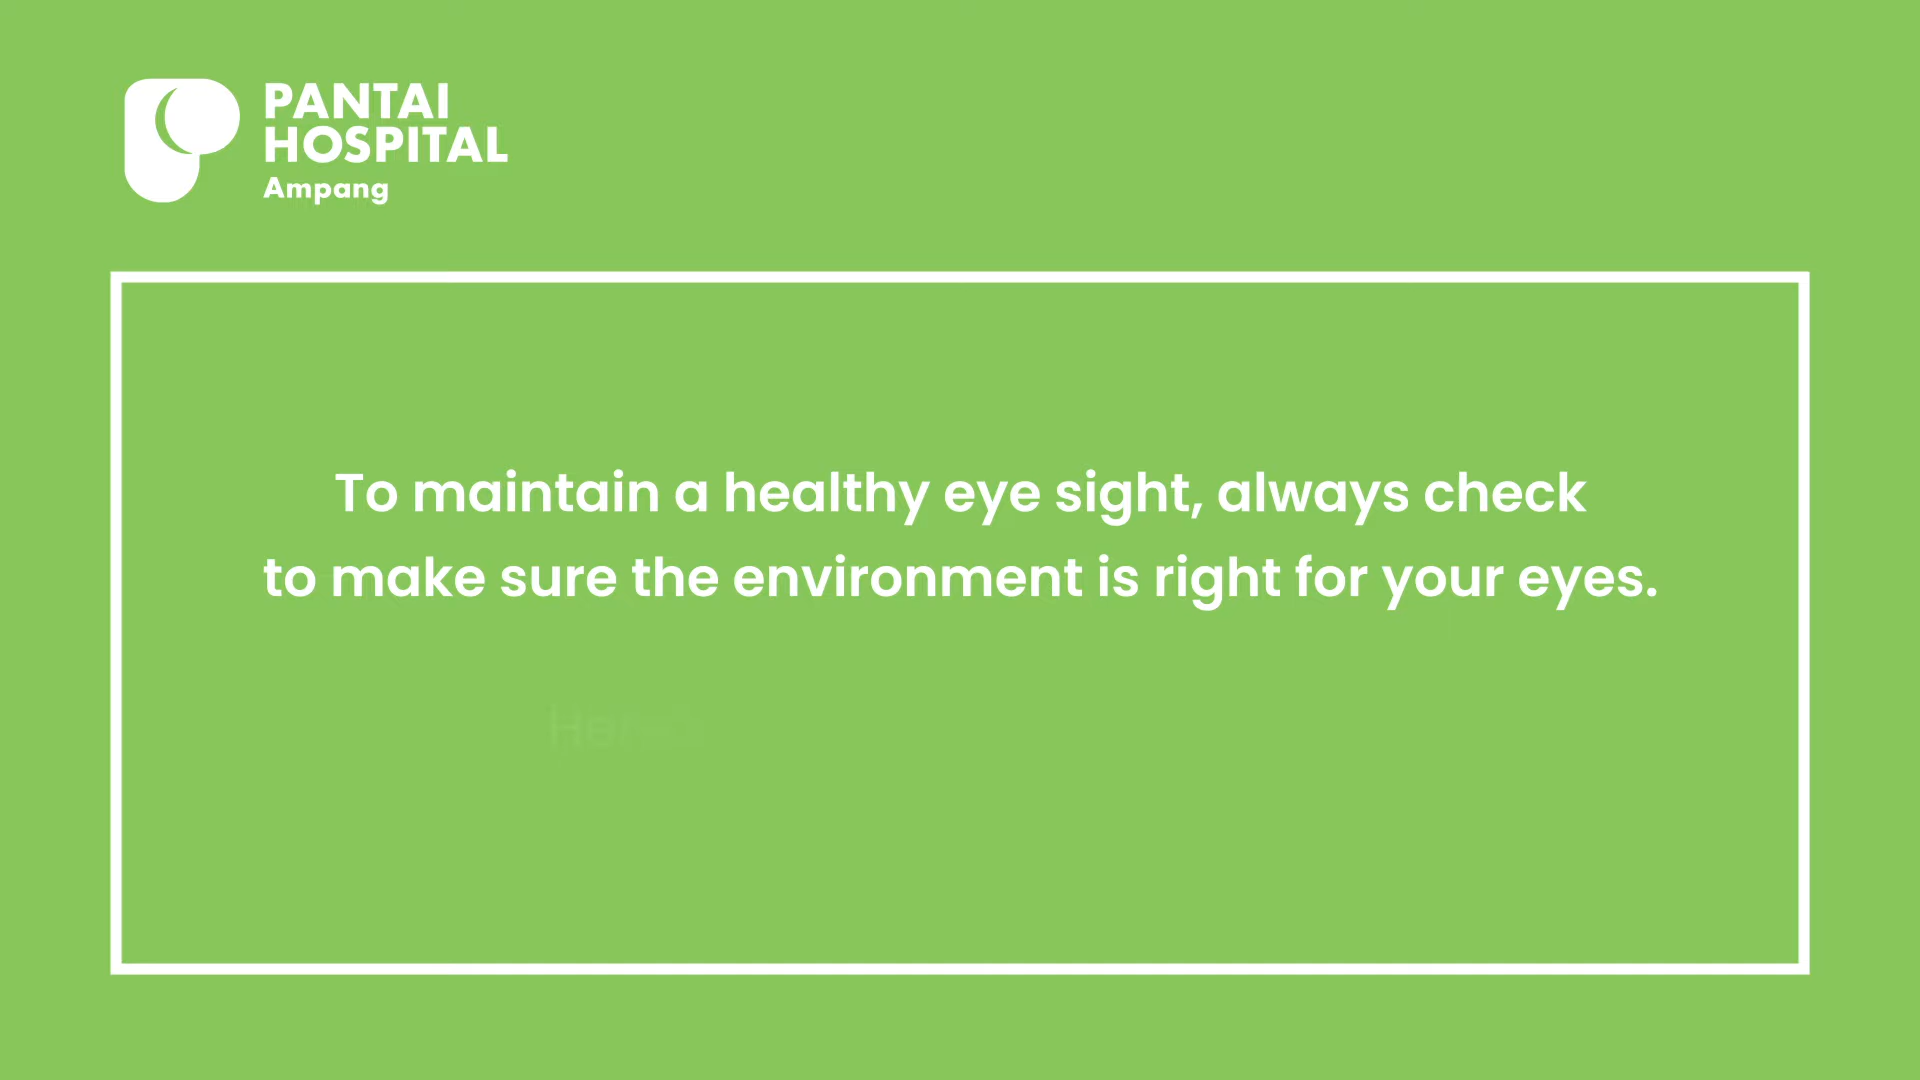 PANTAI
HOSPITAL
Ampang
To maintain a healthy eye sight, always check
to make sure the environment is right for your eyes.